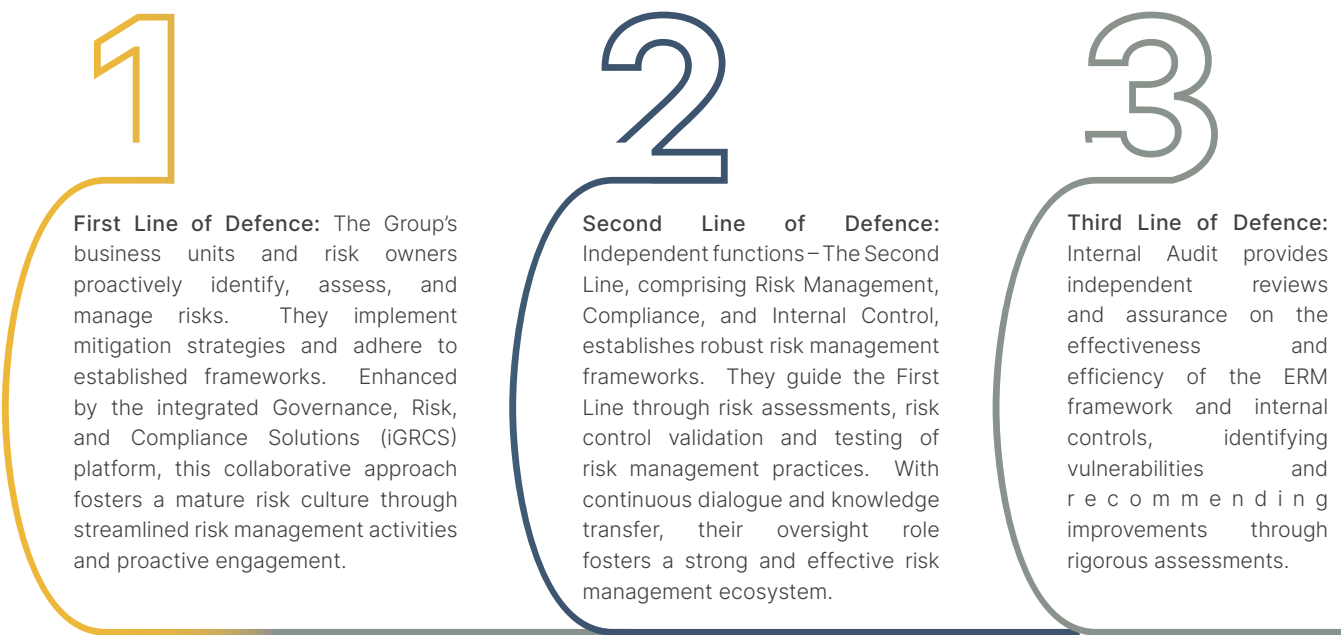 1
First Line of Defence: The Group's
business units and risk owners
proactively identify, assess, and
manage risks. They implement
mitigation strategies and adhere to
established frameworks. Enhanced
by the integrated Governance, Risk,
and Compliance Solutions (iGRCS)
platform, this collaborative approach
fosters a mature risk culture through
streamlined risk management activities
and proactive engagement.
2
Second Line of Defence:
Independent functions – The Second
Line, comprising Risk Management,
Compliance, and Internal Control,
establishes robust risk management
frameworks. They guide the First
Line through risk assessments, risk
control validation and testing of
risk management practices. With
continuous dialogue and knowledge
transfer, their oversight role
fosters a strong and effective risk
management ecosystem.
3
Third Line of Defence:
Internal Audit provides
independent reviews
and assurance on the
effectiveness and
efficiency of the ERM
framework and internal
controls, identifying
vulnerabilities and
recommending
improvements through
rigorous assessments.